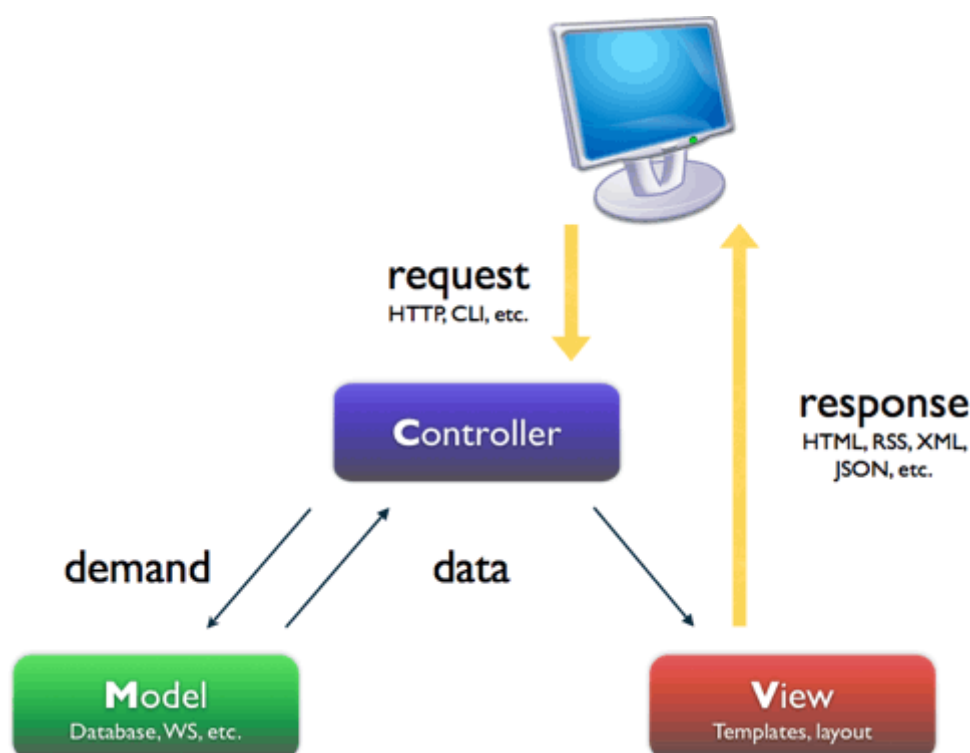 request
HTTP, CLI, etc.
Controller
response
HTML, RSS, XML,
JSON, etc.
demand
data
Model
Database, WS, etc.
View
Templates, layout